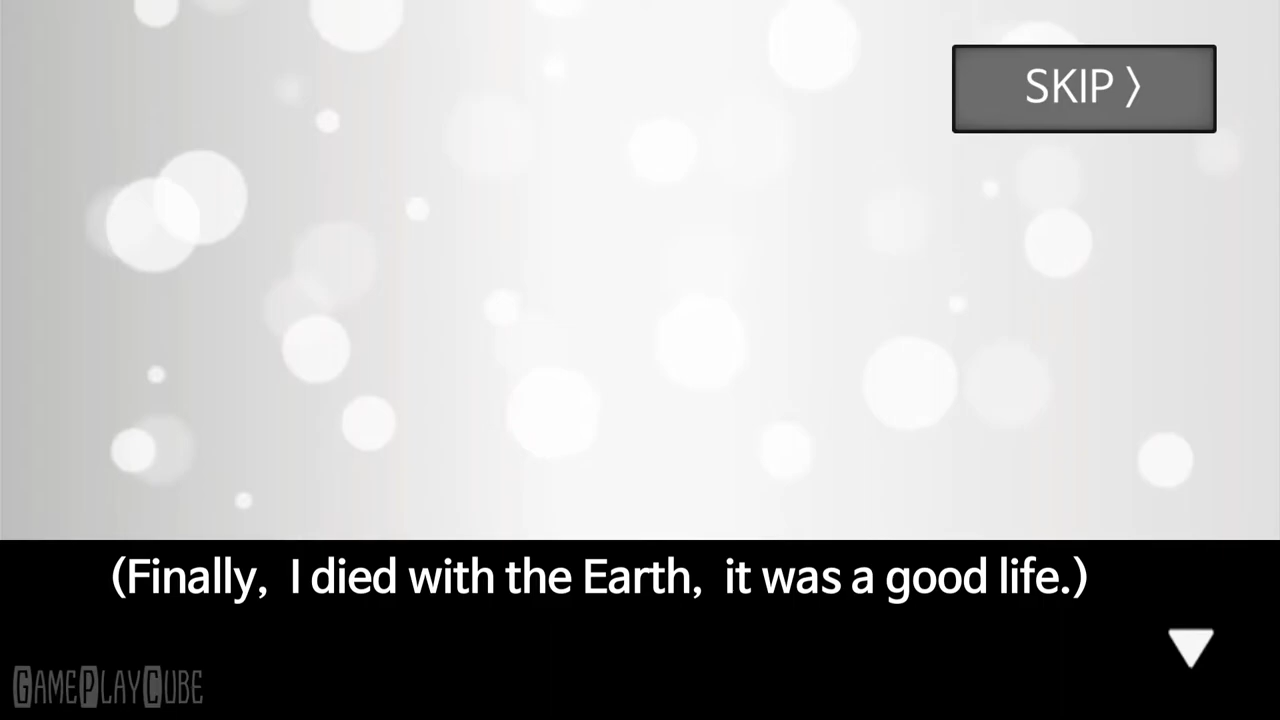 SKIP 〉
(Finally, I died with the Earth, it was a good life.)
GAMEPLAYCUBE